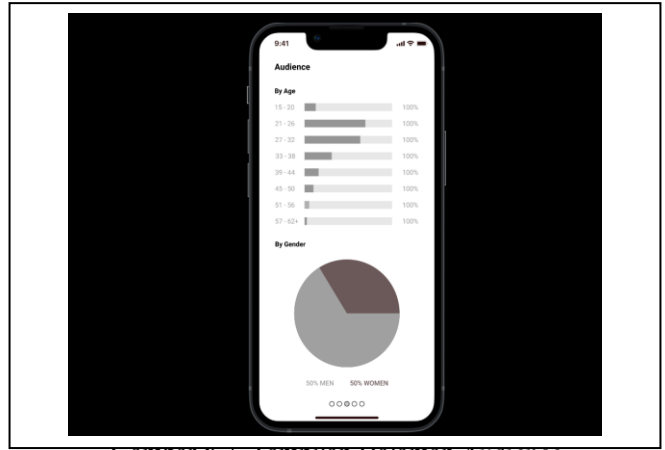 9:41
Audience
By Age
15 - 20 100%
21 - 26 100%
27 - 32 100%
33 - 38 100%
39 - 44 100%
45 - 50 100%
51 - 56 100%
57 - 62+ 100%
By Gender
50% MEN 50% WOMEN